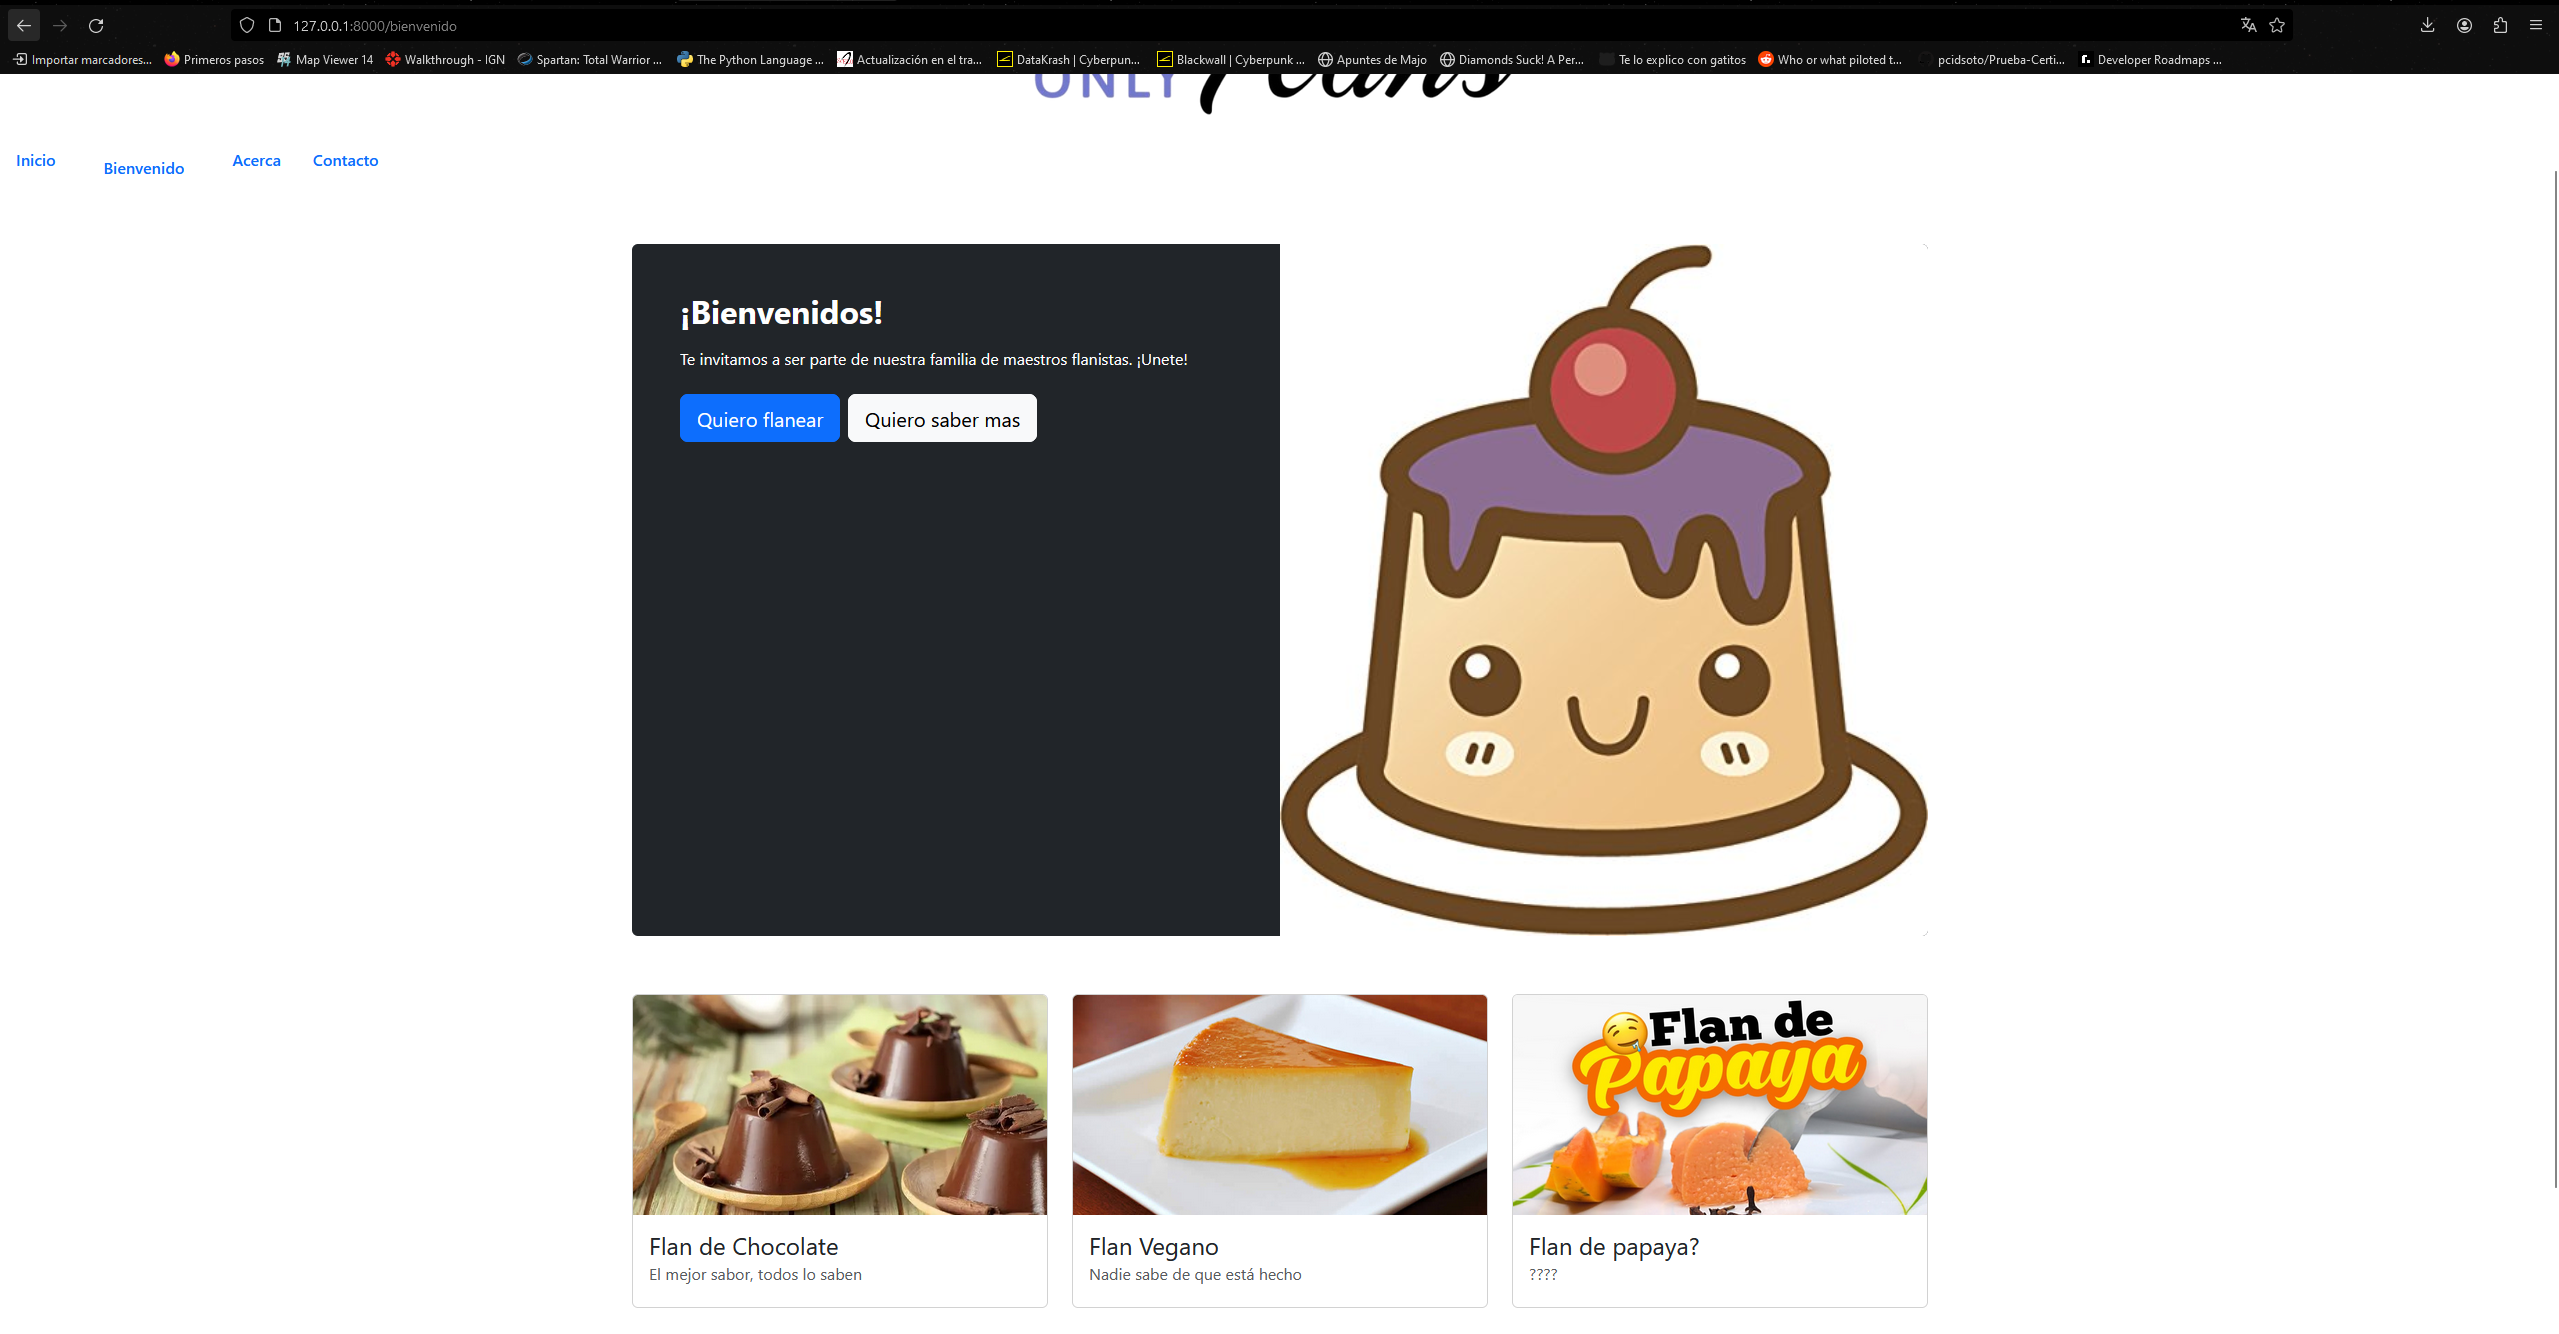 127.0.0.1:8000/bienvenido
Importar marcadores... Primeros pasos Map Viewer 14 Walkthrough - IGN Spartan: Total Warrior ... The Python Language ... Actualización en el tra... DataKrash | Cyberpun... Blackwall | Cyberpunk ... Apuntes de Majo Diamonds Suck! A Per... Te lo explico con gatitos Who or what piloted t... pcidsoto/Prueba-Certi... Developer Roadmaps ...
ONLY Flans
Inicio Bienvenido Acerca Contacto
¡Bienvenidos!
Te invitamos a ser parte de nuestra familia de maestros flanistas. ¡Unete!
Quiero flanear Quiero saber mas
Flan de
Papaya
Flan de Chocolate
El mejor sabor, todos lo saben
Flan Vegano
Nadie sabe de que está hecho
Flan de papaya?
????